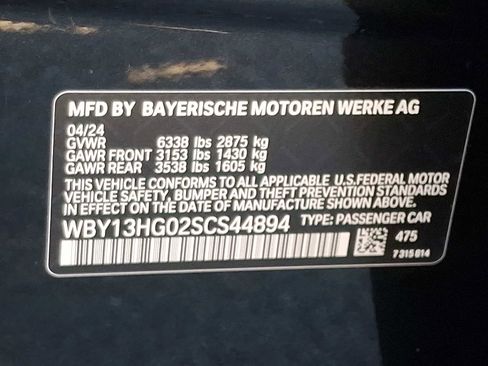 MFD BY BAYERISCHE MOTOREN WERKE AG
04/24
GVWR 6338 lbs 2875 kg
GAWR FRONT 3153 lbs 1430 kg
GAWR REAR 3538 lbs 1605 kg
THIS VEHICLE CONFORMS TO ALL APPLICABLE U.S.FEDERAL MOTOR
VEHICLE SAFETY, BUMPER AND THEFT PREVENTION STANDARDS
IN EFFECT ON THE DATE OF MANUFACTURE SHOWN ABOVE.
WBY13HG02SCS44894 TYPE: PASSENGER CAR
475
7315614